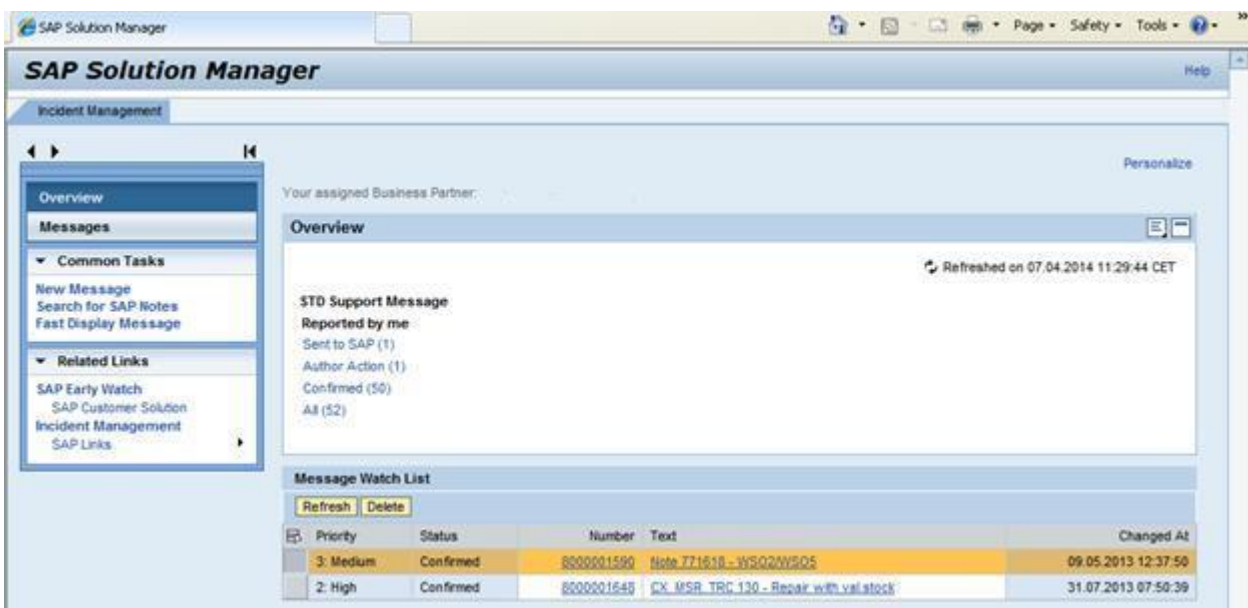 SAP Solution Manager
Page Safety Tools
SAP Solution Manager
Help
Incident Management
Personalize
Your assigned Business Partner:
Overview
Messages
Common Tasks
New Message
Search for SAP Notes
Fast Display Message
Related Links
SAP Early Watch
SAP Customer Solution
Incident Management
SAP Links
Overview
Refreshed on 07.04.2014 11:29:44 CET
STD Support Message
Reported by me
Sent to SAP (1)
Author Action (1)
Confirmed (50)
All (52)
Message Watch List
Refresh Delete
Priority Status Number Text Changed At
3: Medium Confirmed 8000001590 Note 771618 - WSO2/WSO5 09.05.2013 12:37:50
2: High Confirmed 8000001648 CX_MSR_TRC 130 - Repair with val.stock 31.07.2013 07:50:39